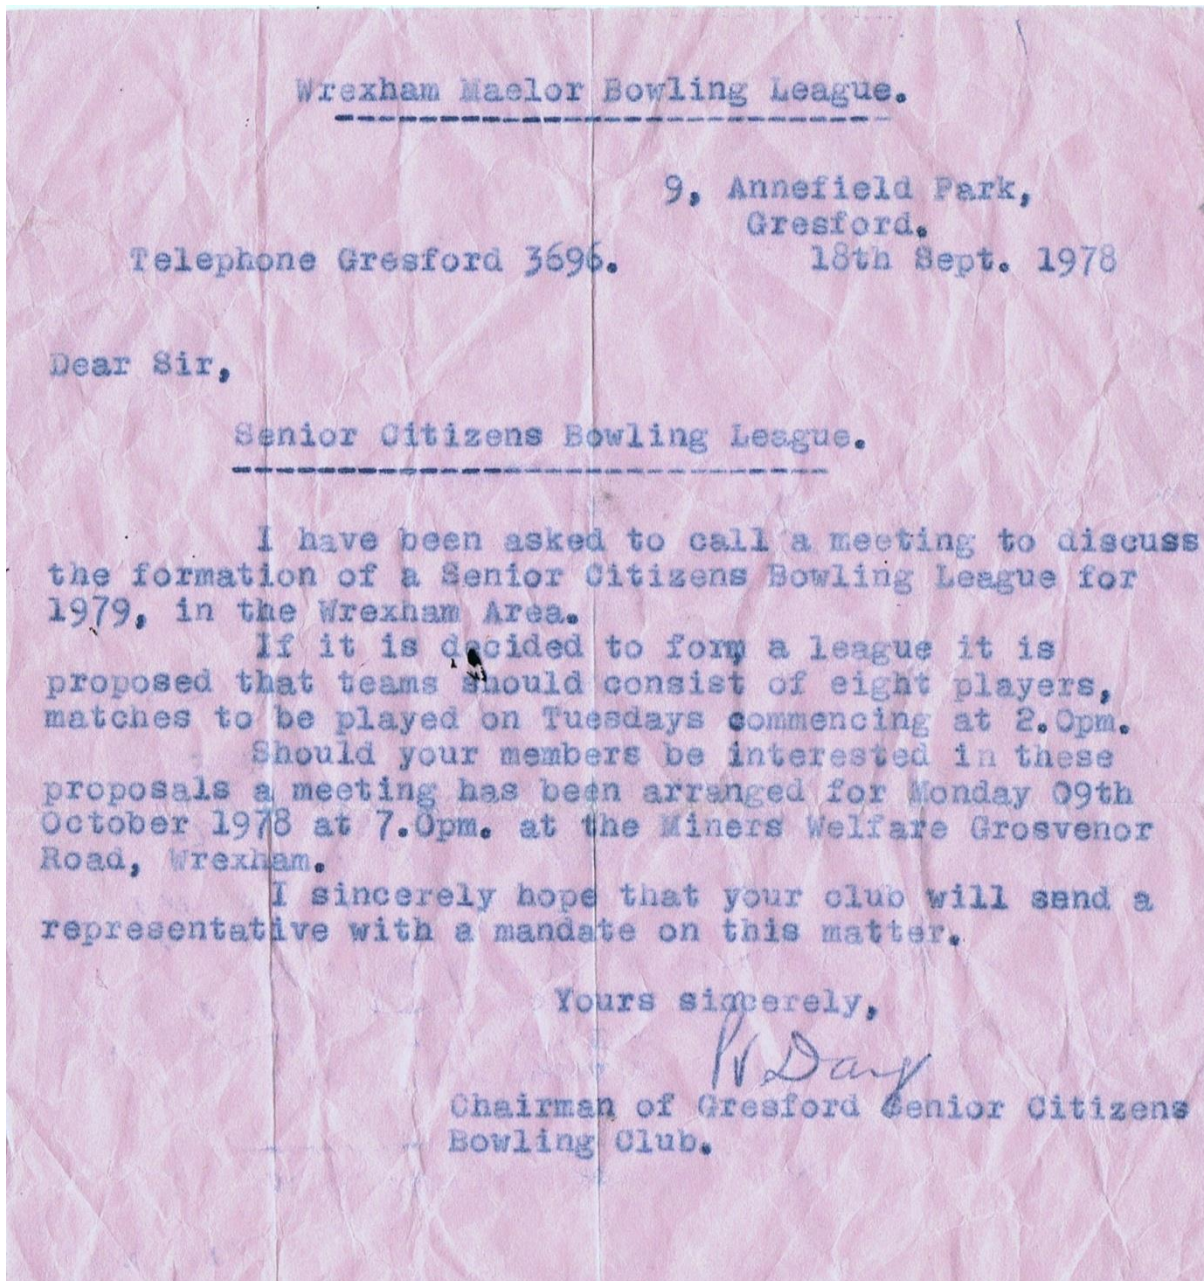 Wrexham Maelor Bowling League.
9, Annefield Park,
Gresford.
Telephone Gresford 3696. 18th Sept. 1978
Dear Sir,
Senior Citizens Bowling League.
I have been asked to call a meeting to discuss
the formation of a Senior Citizens Bowling League for
1979, in the Wrexham Area.
If it is decided to form a league it is
proposed that teams should consist of eight players,
matches to be played on Tuesdays commencing at 2.0pm.
Should your members be interested in these
proposals a meeting has been arranged for Monday 09th
October 1978 at 7.0pm. at the Miners Welfare Grosvenor
Road, Wrexham.
I sincerely hope that your club will send a
representative with a mandate on this matter.
Yours sincerely,
Chairman of Gresford Senior Citizens
Bowling Club.